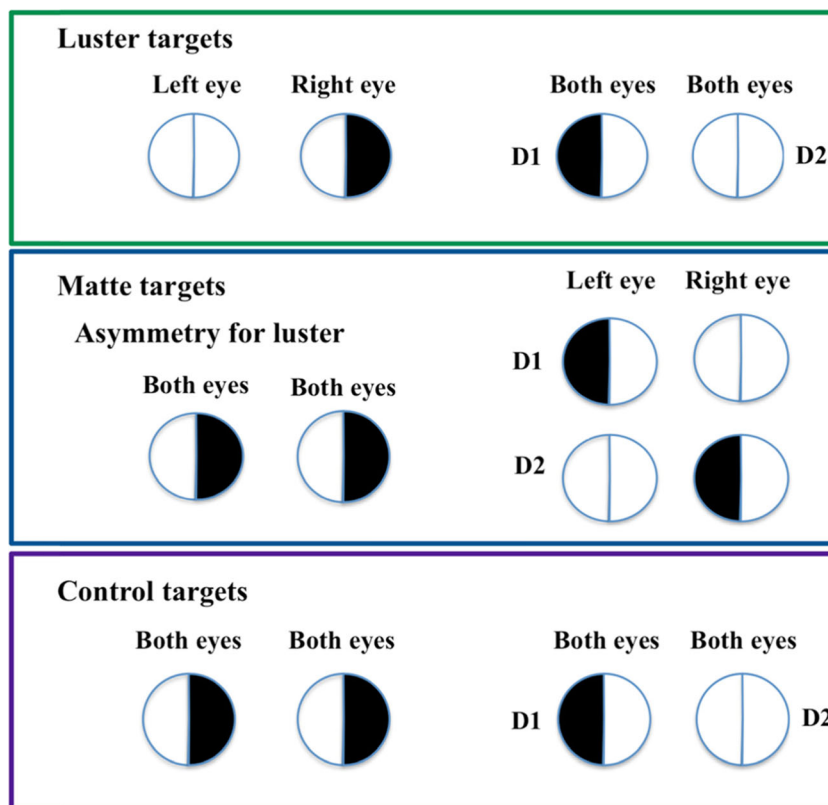 Luster targets
Left eye Right eye Both eyes Both eyes
D1 D2
Matte targets
Left eye Right eye
Asymmetry for luster
D1
Both eyes Both eyes
D2
Control targets
Both eyes Both eyes Both eyes Both eyes
D1 D2